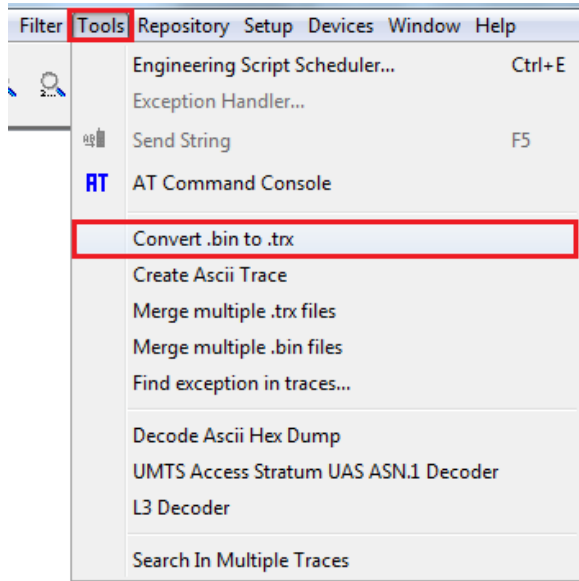 Filter Tools Repository Setup Devices Window Help
Engineering Script Scheduler... Ctrl+E
Exception Handler...
Send String F5
AT AT Command Console
Convert .bin to .trx
Create Ascii Trace
Merge multiple .trx files
Merge multiple .bin files
Find exception in traces...
Decode Ascii Hex Dump
UMTS Access Stratum UAS ASN.1 Decoder
L3 Decoder
Search In Multiple Traces